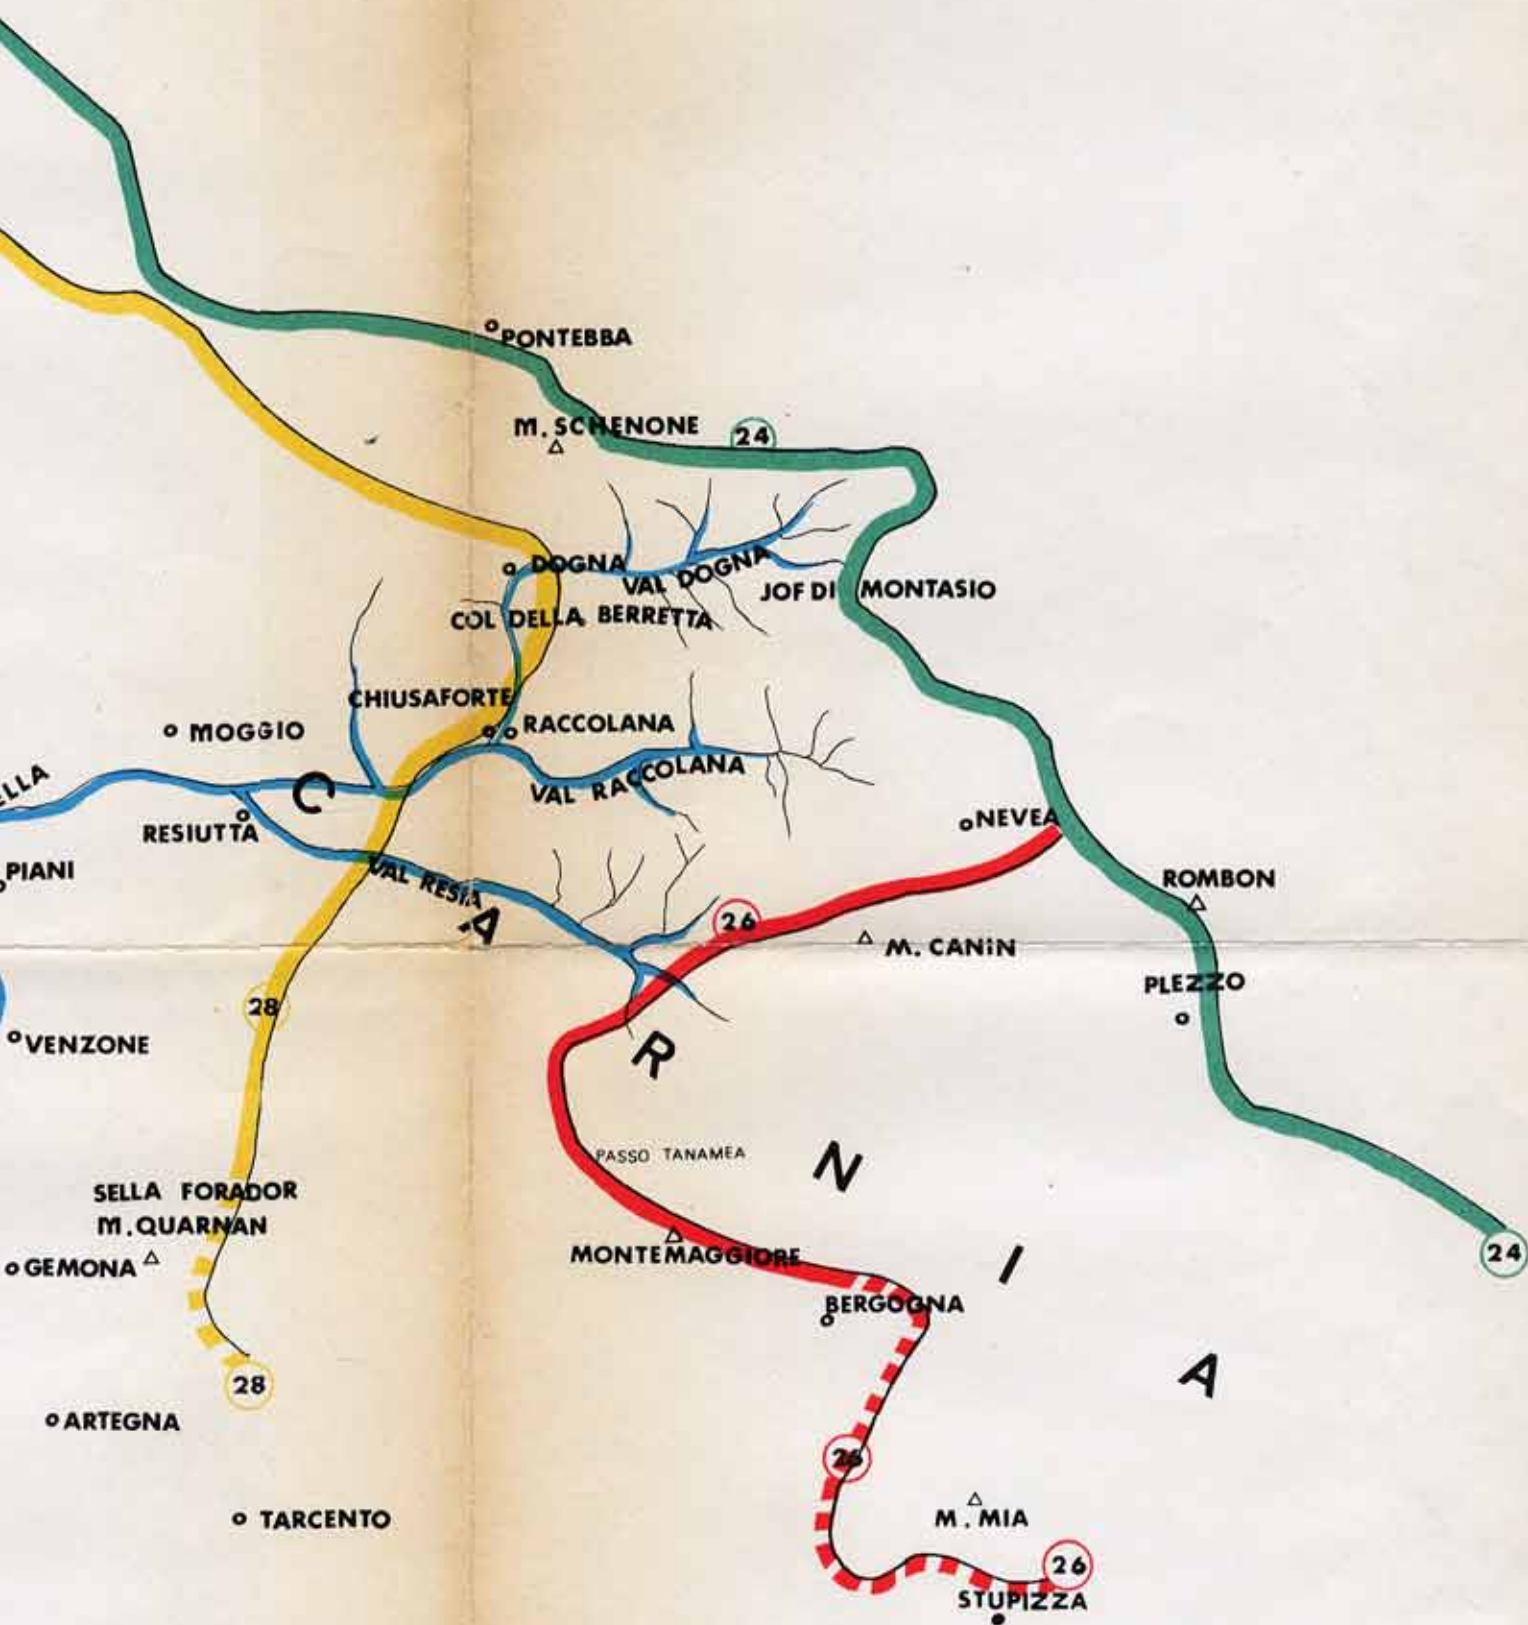 PONTEBBA
M. SCHENONE
24
DOGNA
VAL DOGNA
JOF DI MONTASIO
COL DELLA BERRETTA
CHIUSAFORTE
RACCOLANA
MOGGIO
VAL RACCOLANA
ELLA
C
RESIUTTA
NEVEA
PIANI
VAL RESIA
ROMBON
A
26
M. CANIN
PLEZZO
28
VENZONE
R
PASSO TANAMEA
N
SELLA FORADOR
M. QUARNAN
GEMONA
MONTEMAGGIORE
I
24
BERGOGNA
28
A
ARTEGNA
26
TARCENTO
M. MIA
26
STUPIZZA